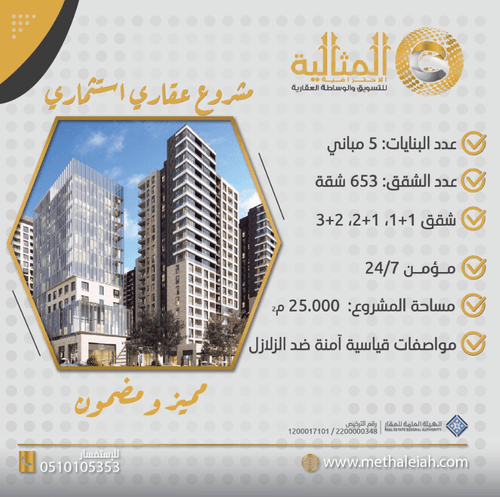 المثالية
الاحترافية
للتسويق والوساطة العقارية
مشروع عقاري استثماري
عدد البنايات: 5 مباني
عدد الشقق: 653 شقة
شقق 1+1، 2+1، 2+3
مـؤمـن 24/7
مساحة المشروع: 25.000 م2
مواصفات قياسية آمنة ضد الزلازل
مميز و مضمون
الهيئة العامة للعقار
REAL ESTATE GENERAL AUTHORITY
رقم الترخيص
1200017101 / 2200000348
للاستفسار
0510105353
www.methaleiah.com